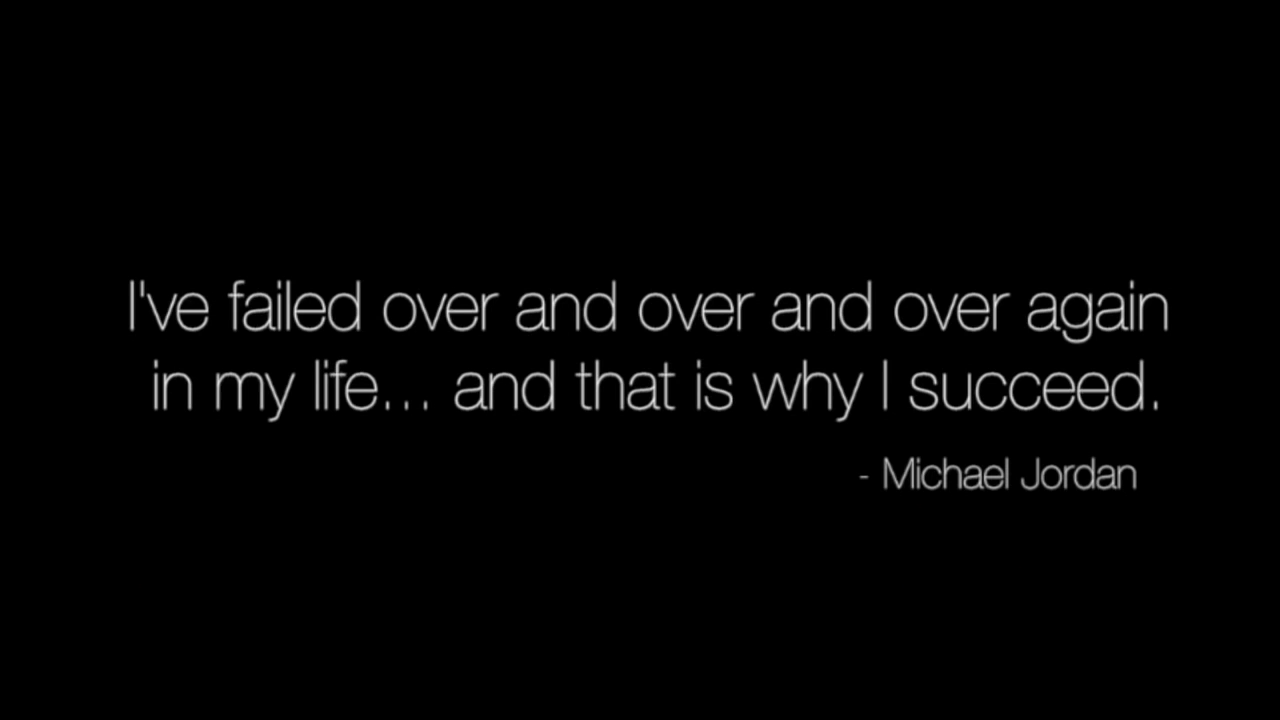 I've failed over and over and over again
in my life... and that is why I succeed.
- Michael Jordan